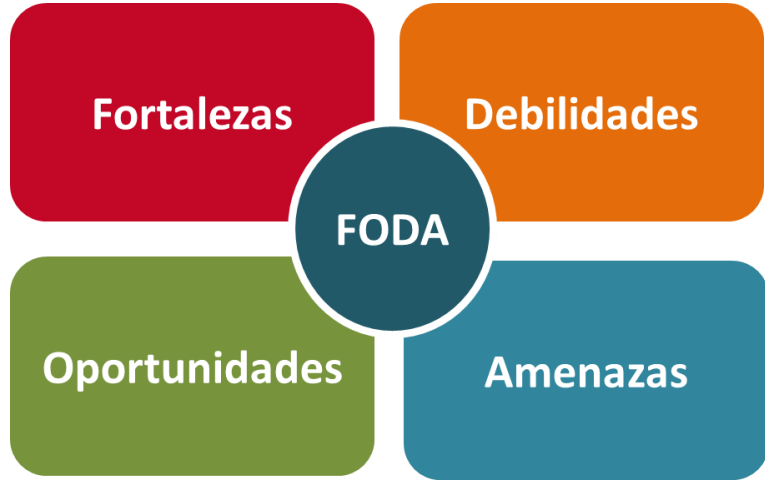 Fortalezas
Debilidades
FODA
Oportunidades
Amenazas